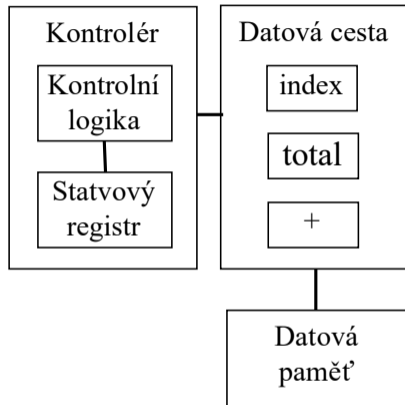 Kontrolér
Kontrolní
logika
Statvový
registr
Datová cesta
index
total
+
Datová
paměť